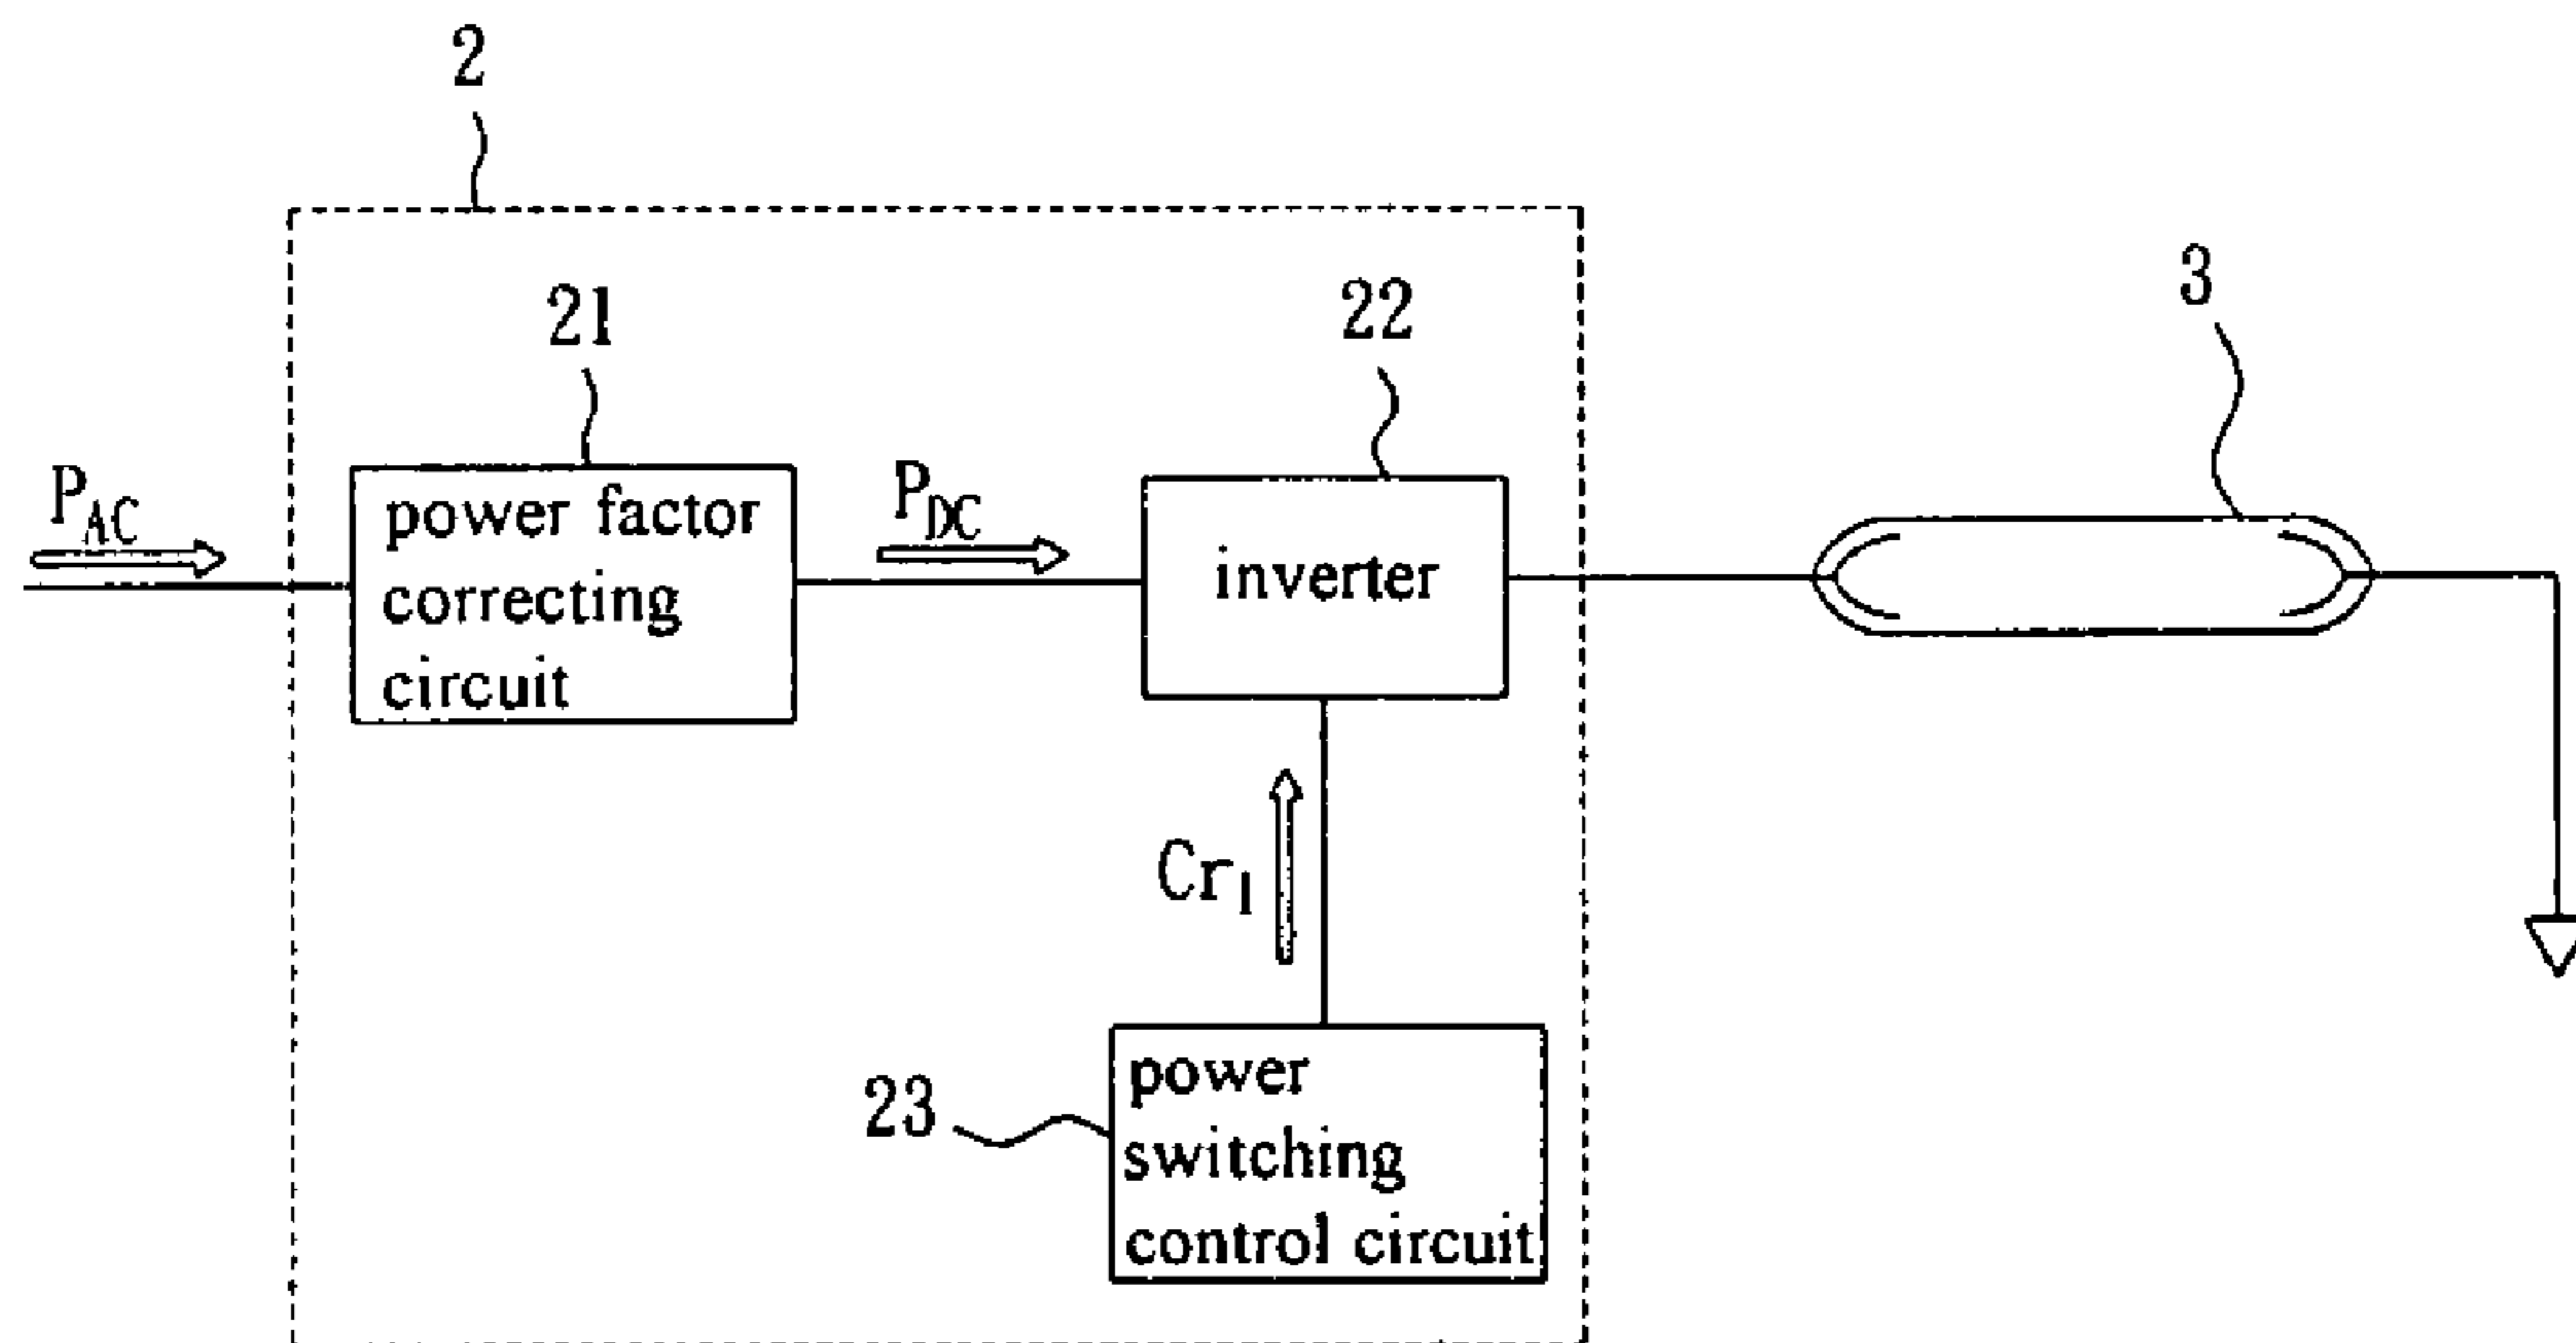 2
21
22
3
P_AC
power factor
correcting
circuit
P_DC
inverter
Cr_1
23
power
switching
control circuit